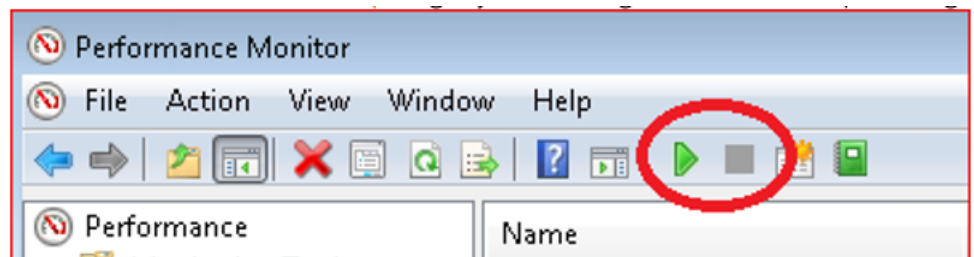 Performance Monitor
File Action View Window Help
?
Performance
Name